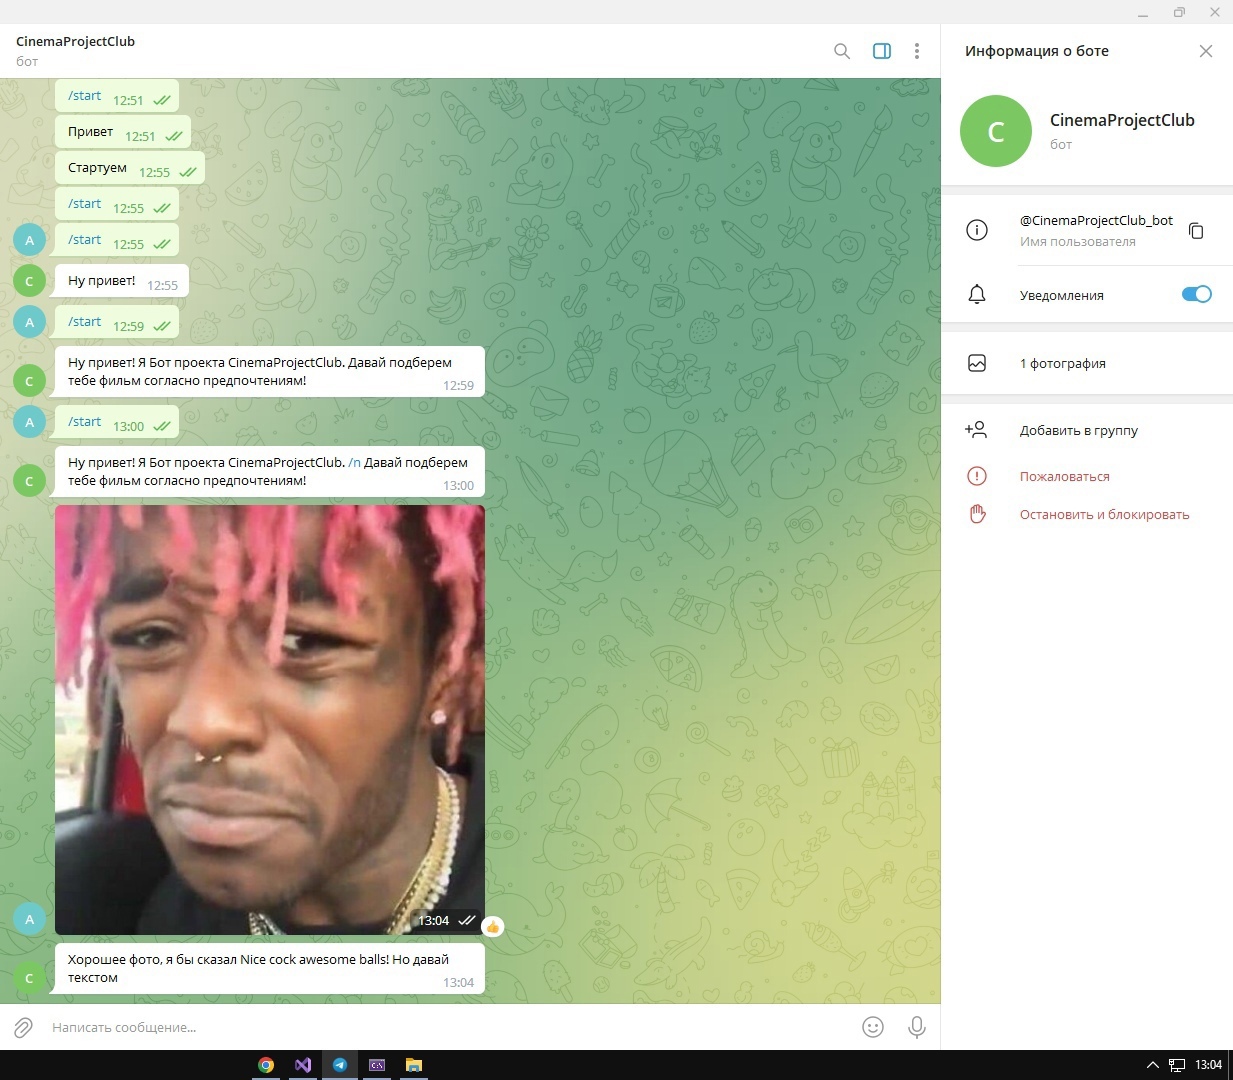 CinemaProjectClub
бот
/start 12:51
Привет 12:51
Стартуем 12:55
/start 12:55
А
/start 12:55
С
Ну привет! 12:55
А
/start 12:59
С
Ну привет! Я Бот проекта CinemaProjectClub. Давай подберем
тебе фильм согласно предпочтениям!
12:59
А
/start 13:00
С
Ну привет! Я Бот проекта CinemaProjectClub. /n Давай подберем
тебе фильм согласно предпочтениям!
13:00
А
13:04
С
Хорошее фото, я бы сказал Nice cock awesome balls! Но давай
текстом
13:04
Написать сообщение...
Информация о боте
C
CinemaProjectClub
бот
@CinemaProjectClub_bot
Имя пользователя
Уведомления
1 фотография
Добавить в группу
Пожаловаться
Остановить и блокировать
C:\
13:04